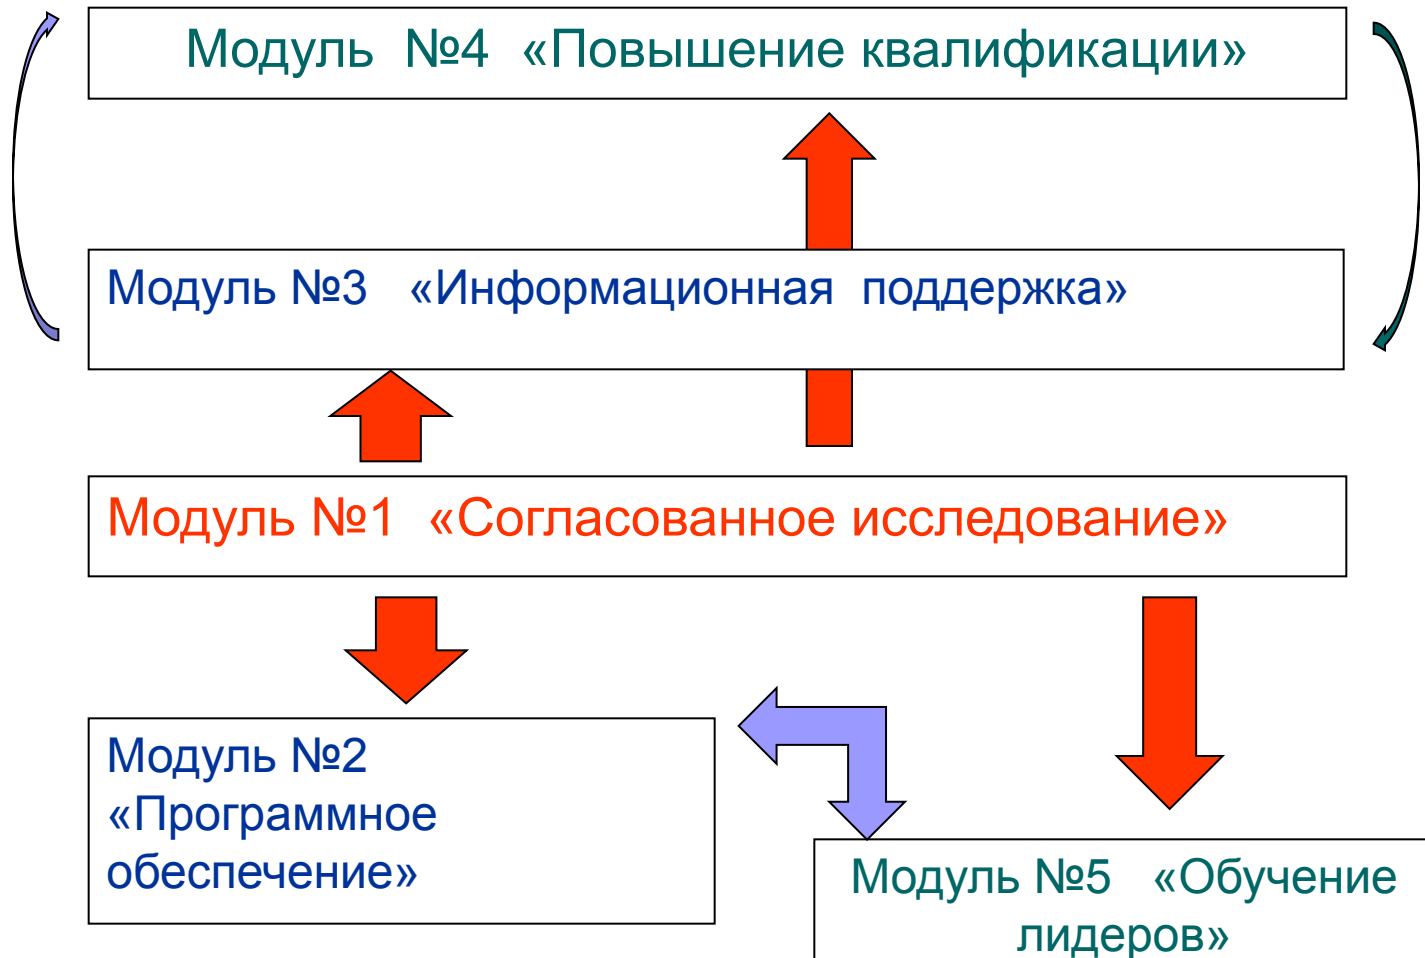 Модуль №4 «Повышение квалификации»
Модуль №3 «Информационная поддержка»
Модуль №1 «Согласованное исследование»
Модуль №2
«Программное
обеспечение»
Модуль №5 «Обучение
лидеров»